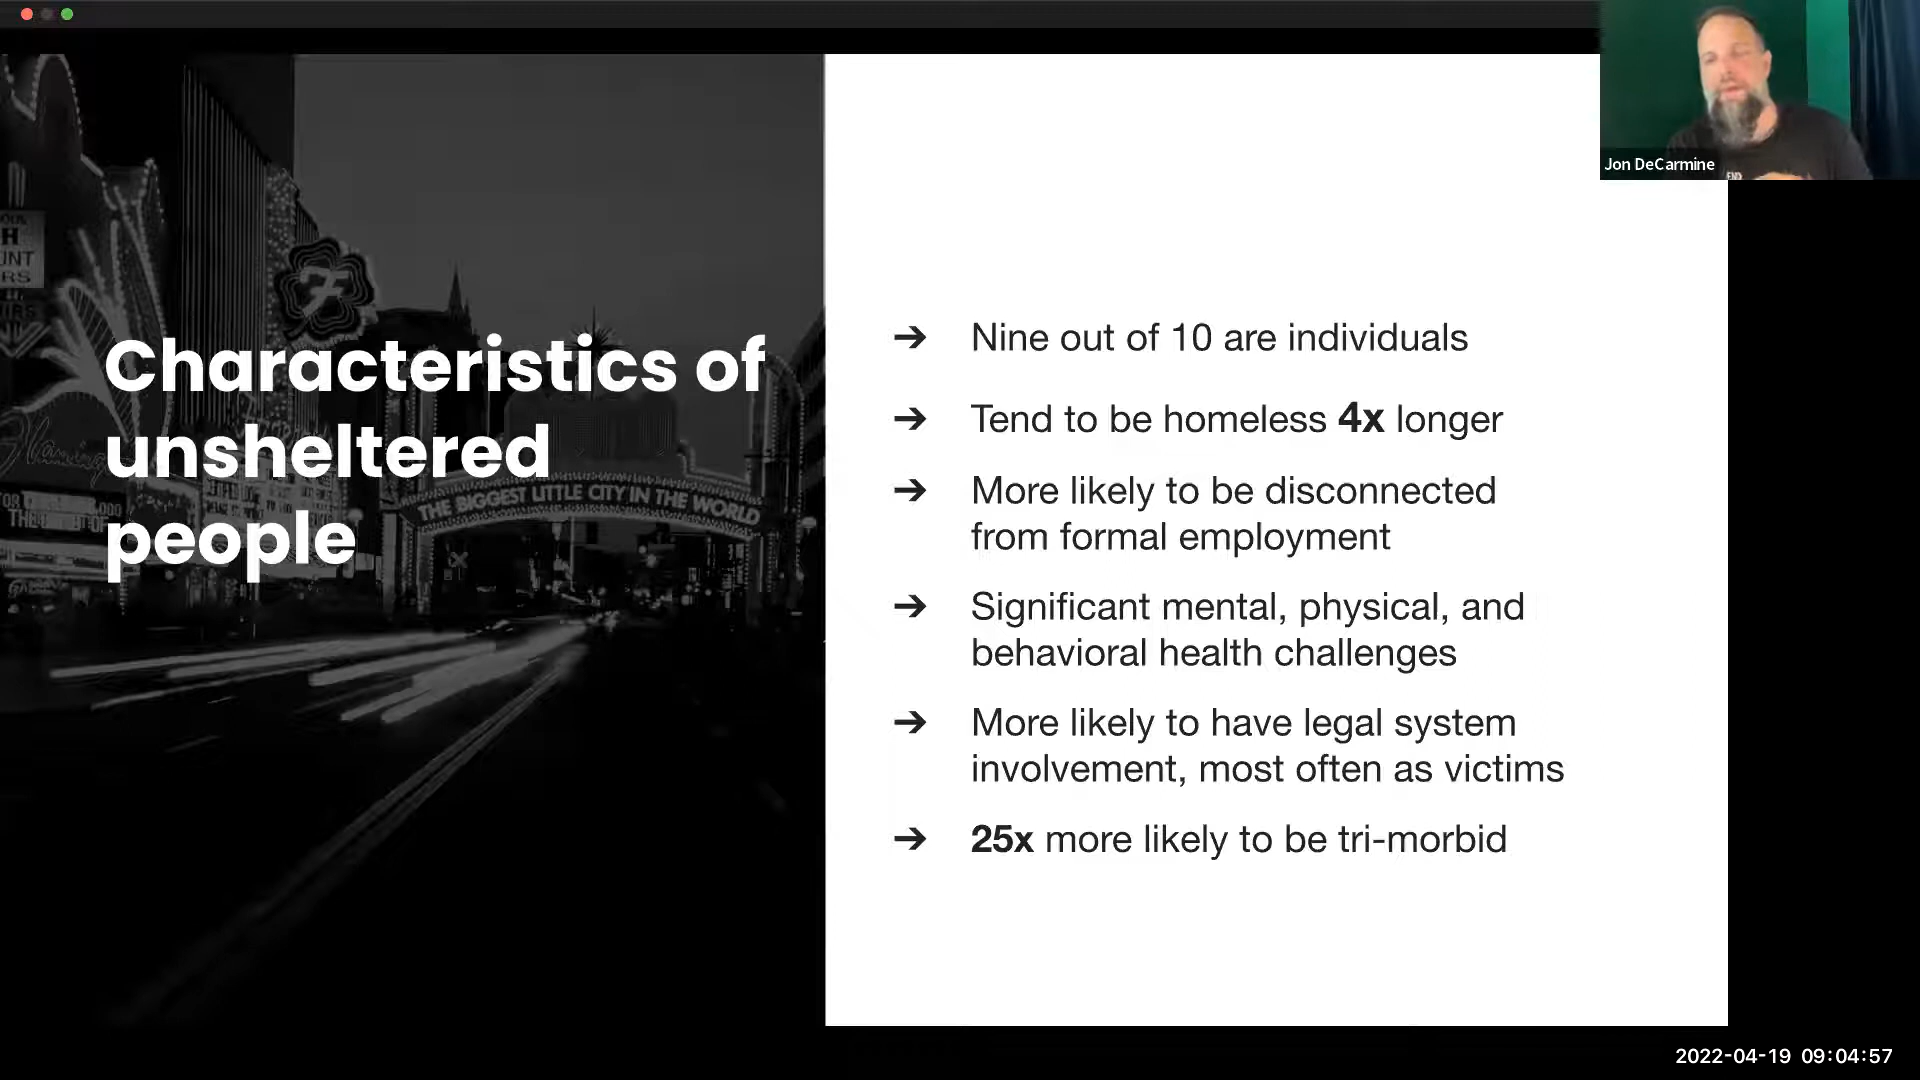 Characteristics of
unsheltered
people
THE BIGGEST LITTLE CITY IN THE WORLD
F
H
RS
➔ Nine out of 10 are individuals
➔ Tend to be homeless 4x longer
➔ More likely to be disconnected
from formal employment
➔ Significant mental, physical, and
behavioral health challenges
➔ More likely to have legal system
involvement, most often as victims
➔ 25x more likely to be tri-morbid
Jon DeCarmine
2022-04-19 09:04:57